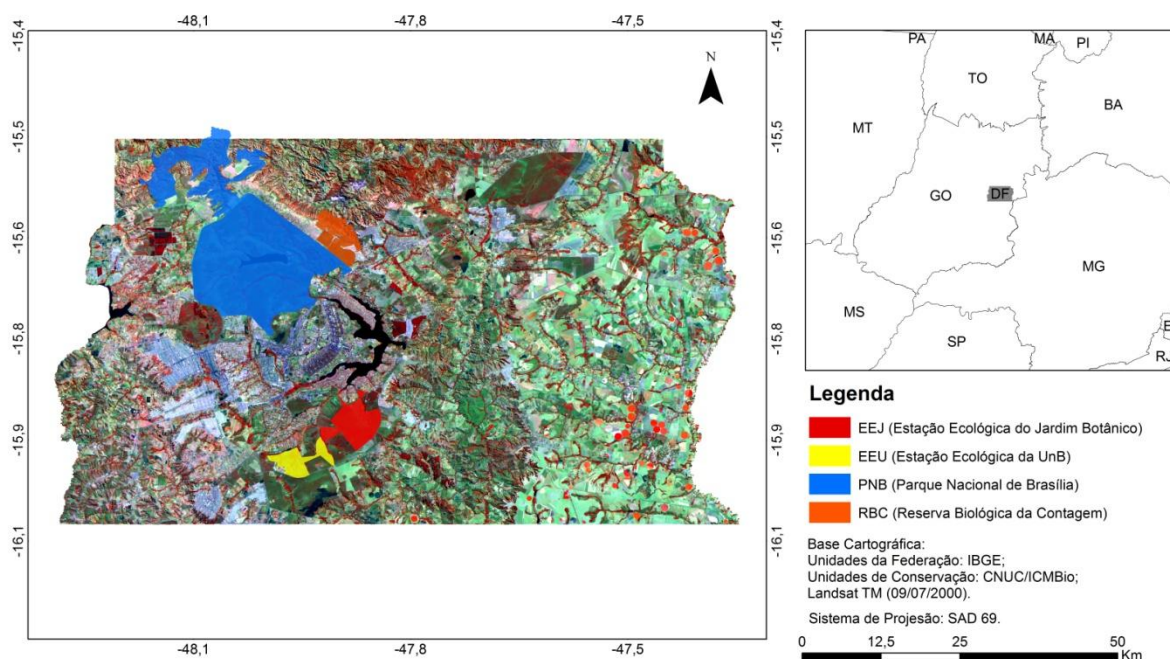 -48,1 -47,8 -47,5
-15,4
-15,5
-15,6
-15,8
-15,9
-16,1
-15,4
-15,5
-15,6
-15,8
-15,9
-16,1
-48,1 -47,8 -47,5
N
PA MA PI
TO
MT BA
GO DF
MG
MS
SP
E
RJ
Legenda
EEJ (Estação Ecológica do Jardim Botânico)
EEU (Estação Ecológica da UnB)
PNB (Parque Nacional de Brasília)
RBC (Reserva Biológica da Contagem)
Base Cartográfica:
Unidades da Federação: IBGE;
Unidades de Conservação: CNUC/ICMBio;
Landsat TM (09/07/2000).
Sistema de Projesão: SAD 69.
0 12,5 25 50
Km